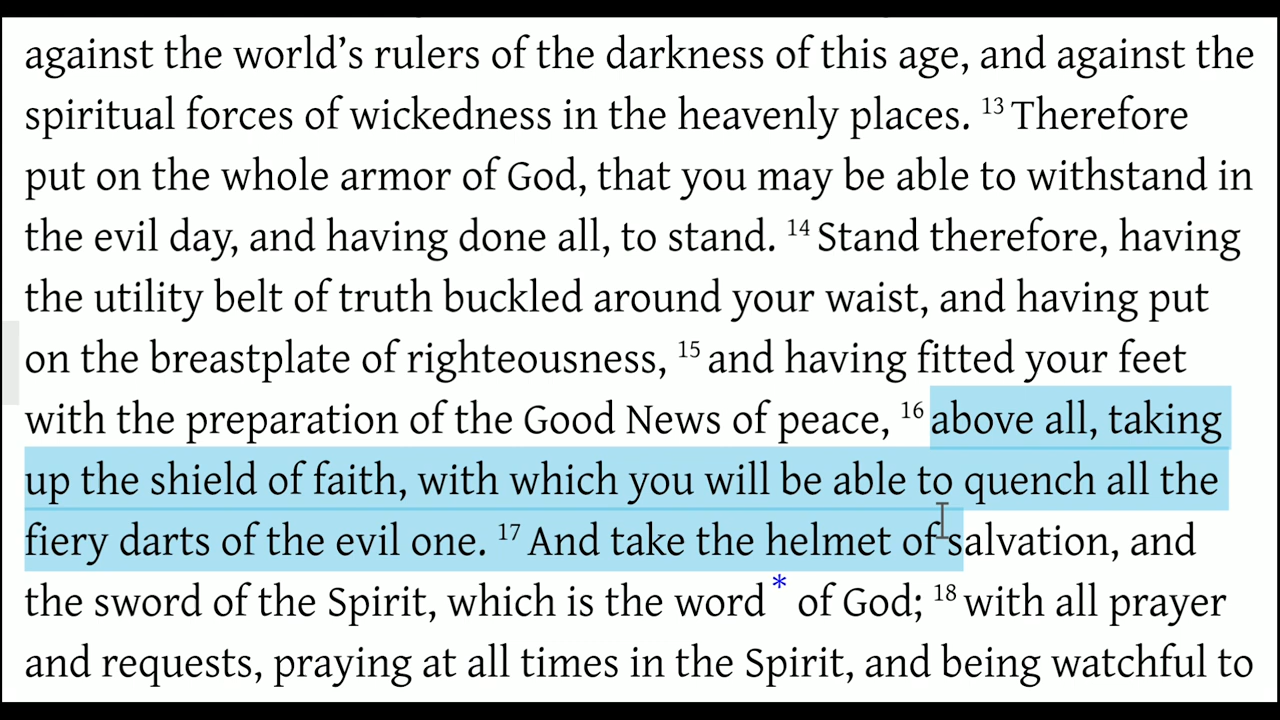 against the world’s rulers of the darkness of this age, and against the
spiritual forces of wickedness in the heavenly places. 13 Therefore
put on the whole armor of God, that you may be able to withstand in
the evil day, and having done all, to stand. 14 Stand therefore, having
the utility belt of truth buckled around your waist, and having put
on the breastplate of righteousness, 15 and having fitted your feet
with the preparation of the Good News of peace, 16 above all, taking
up the shield of faith, with which you will be able to quench all the
fiery darts of the evil one. 17 And take the helmet of salvation, and
the sword of the Spirit, which is the word * of God; 18 with all prayer
and requests, praying at all times in the Spirit, and being watchful to